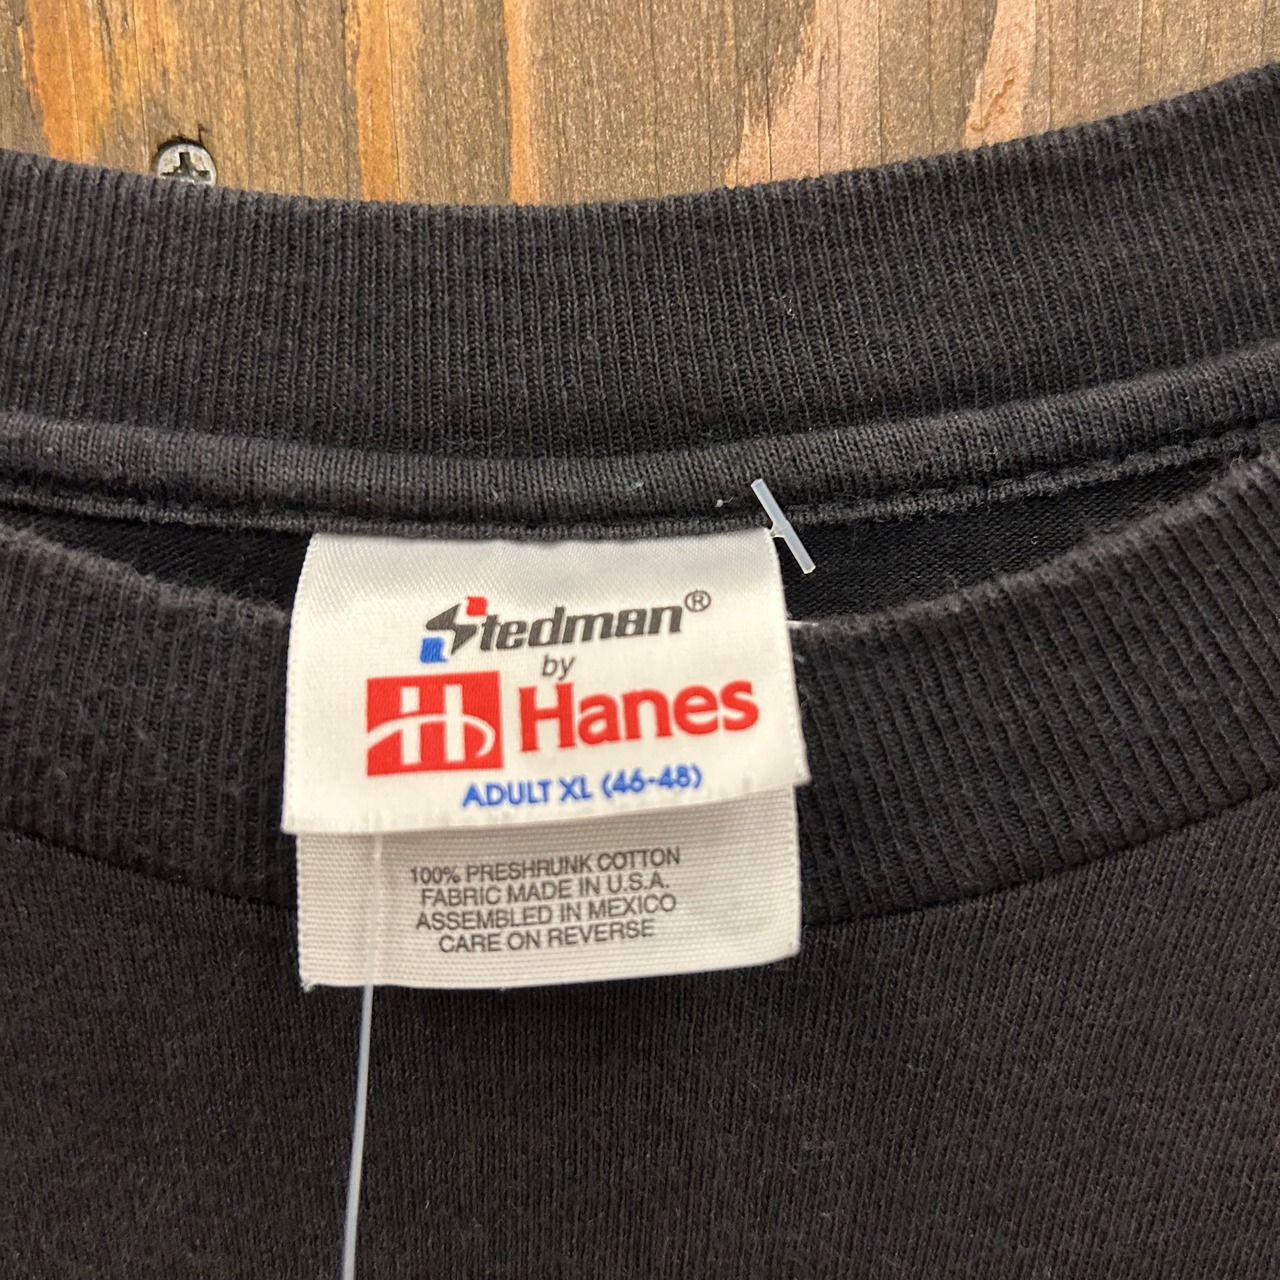 Stedman®
by
Hanes
ADULT XL (46-48)
100% PRESHRUNK COTTON
FABRIC MADE IN U.S.A.
ASSEMBLED IN MEXICO
CARE ON REVERSE